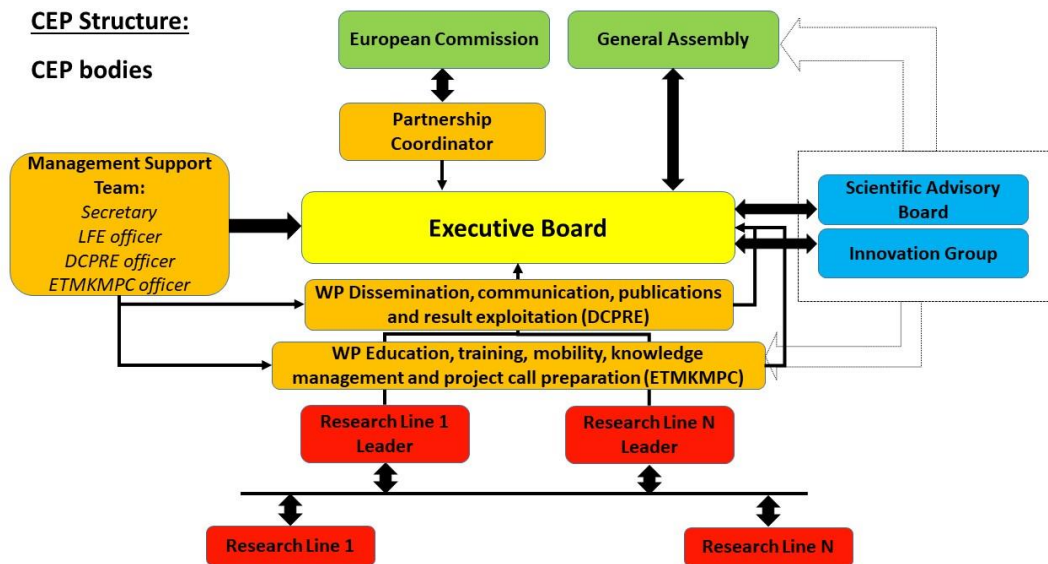 CEP Structure:
CEP bodies
European Commission
General Assembly
Partnership
Coordinator
Management Support
Team:
Secretary
LFE officer
DCPRE officer
ETMKMPC officer
Executive Board
Scientific Advisory
Board
Innovation Group
WP Dissemination, communication, publications
and result exploitation (DCPRE)
WP Education, training, mobility, knowledge
management and project call preparation (ETMKMPC)
Research Line 1
Leader
Research Line N
Leader
Research Line 1
Research Line N